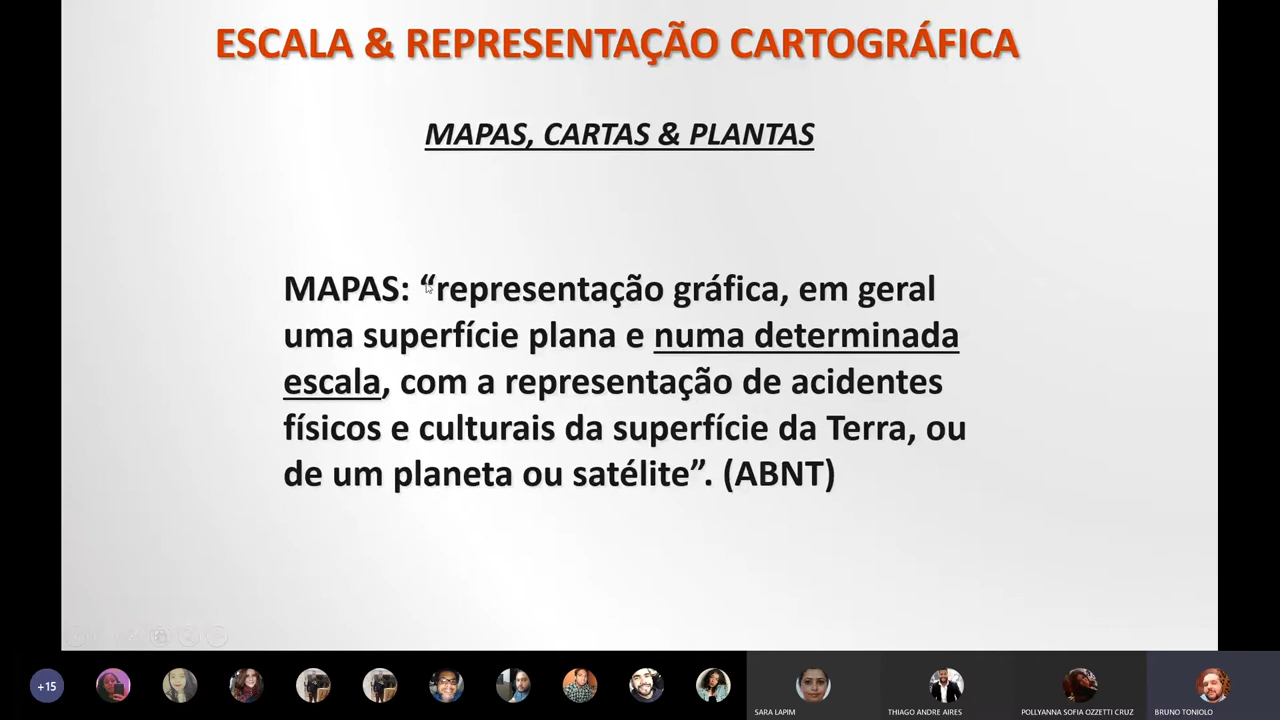 ESCALA & REPRESENTAÇÃO CARTOGRÁFICA
MAPAS, CARTAS & PLANTAS
MAPAS: “representação gráfica, em geral
uma superfície plana e numa determinada
escala, com a representação de acidentes
físicos e culturais da superfície da Terra, ou
de um planeta ou satélite”. (ABNT)
+15
SARA LAPIM
THIAGO ANDRE AIRES
POLLYANNA SOFIA OZZETTI CRUZ
BRUNO TONIOLO